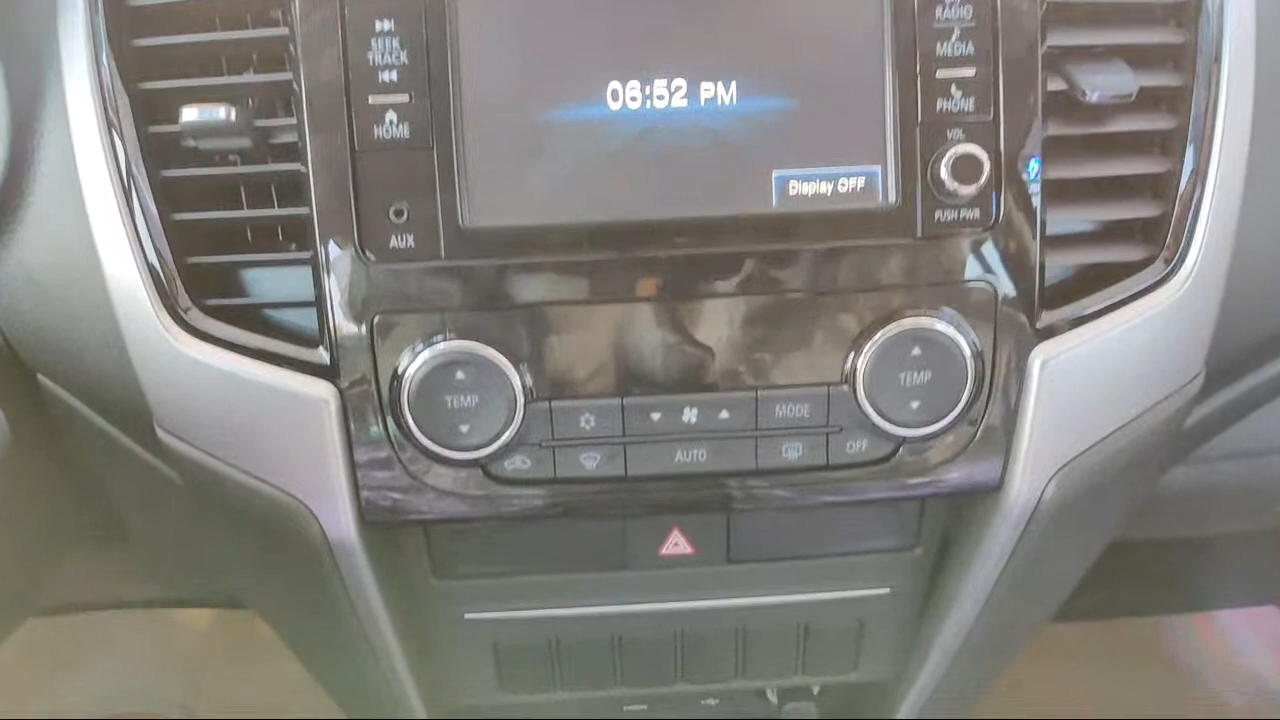 SEEK
TRACK
HOME
AUX
06:52 PM
Display OFF
RADIO
MEDIA
PHONE
VOL
PUSH PWR
TEMP
MODE
TEMP
AUTO
OFF